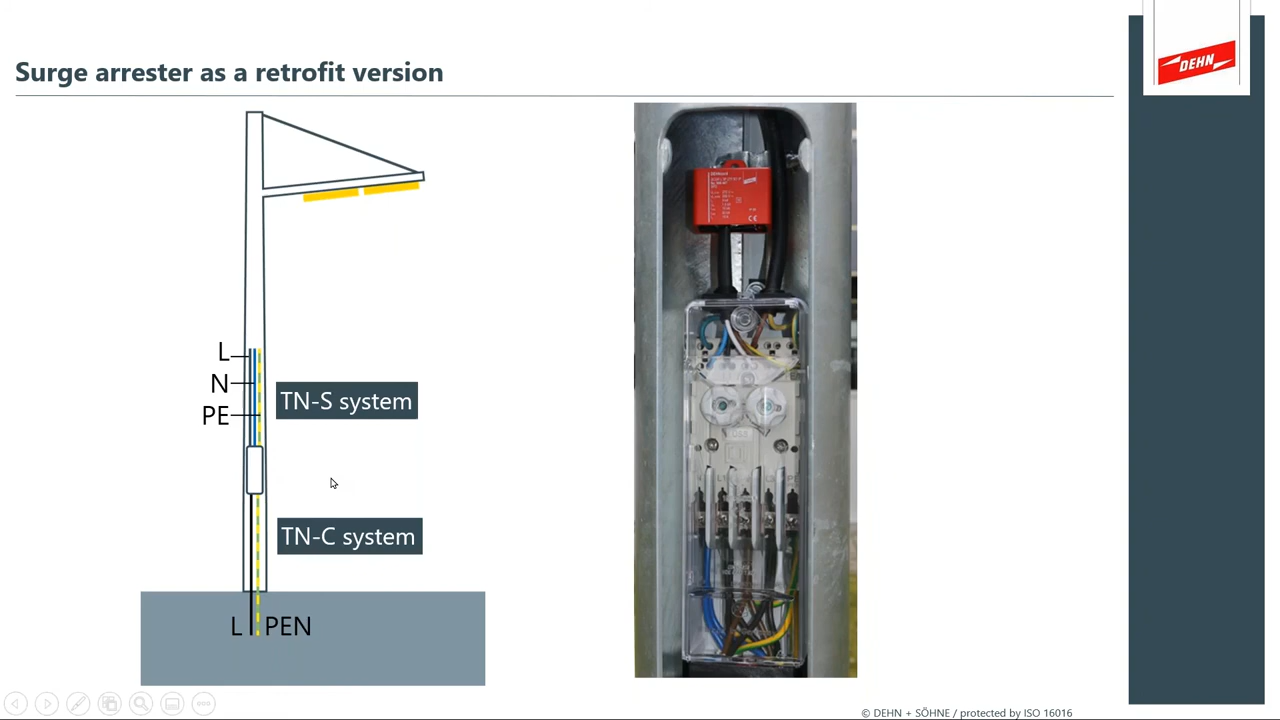 Surge arrester as a retrofit version
DEHN
L
N
PE
TN-S system
TN-C system
L
PEN
© DEHN + SÖHNE / protected by ISO 16016